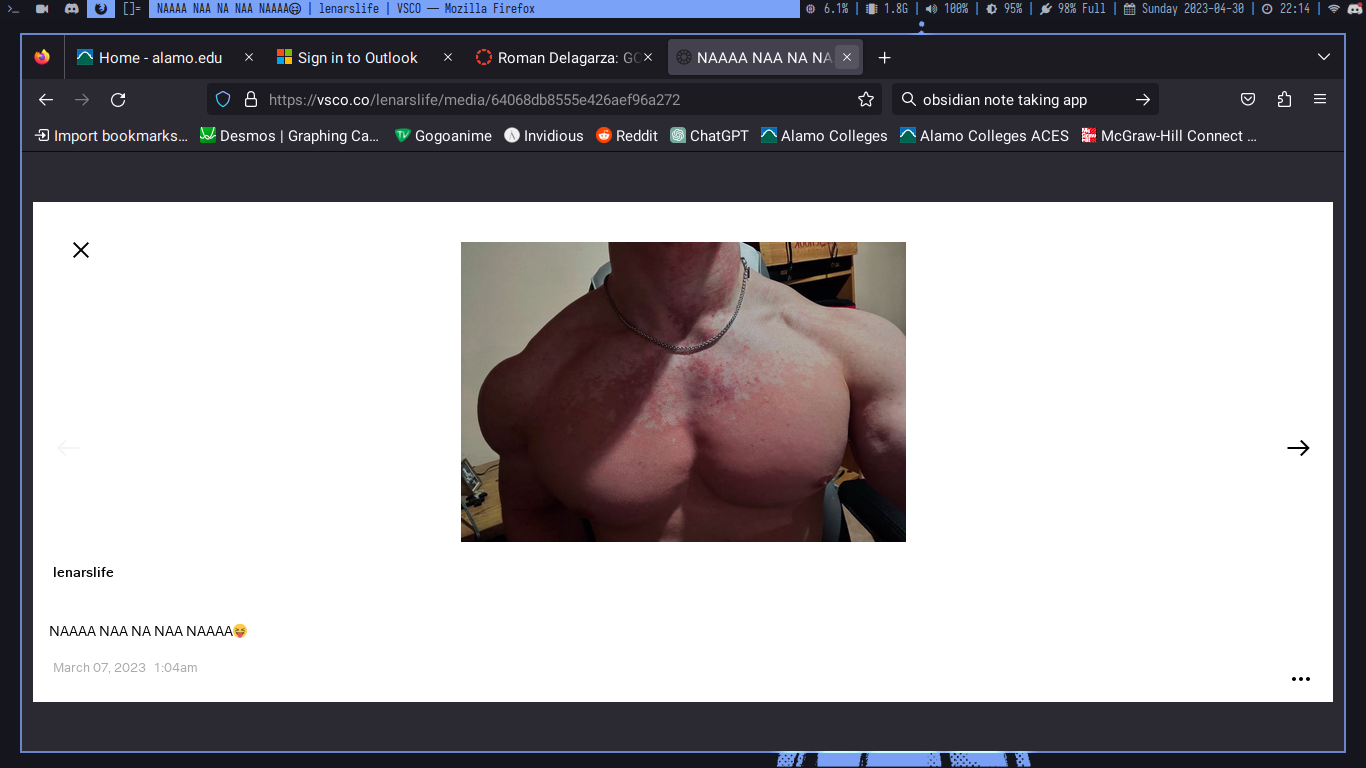 NAAAA NAA NA NAA NAAAA😝 | lenarslife | VSCO — Mozilla Firefox
6.1% | 1.8G | 100% | 95% | 98% Full | Sunday 2023-04-30 | 22:14 |
Home - alamo.edu
Sign in to Outlook
Roman Delagarza: GO
NAAAA NAA NA NA
https://vsco.co/lenarslife/media/64068db8555e426aef96a272
obsidian note taking app
Import bookmarks...
Desmos | Graphing Ca...
Gogoanime
Invidious
Reddit
ChatGPT
Alamo Colleges
Alamo Colleges ACES
McGraw-Hill Connect ...
lenarslife
NAAAA NAA NA NAA NAAAA😝
March 07, 2023 1:04am